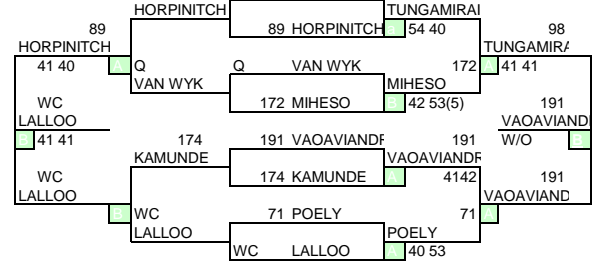 HORPINITCH TUNGAMIRAI
89 89 HORPINITCH B 54 40 98
HORPINITCH TUNGAMIRA
41 40 A Q Q VAN WYK 172 A 41 41
VAN WYK MIHESO
WC 172 MIHESO B 42 53(5) 191
LALLOO VAOAVIAND
B 41 41 174 191 VAOAVIANDR 191 W/O B
KAMUNDE VAOAVIANDR
WC 174 KAMUNDE A 4142 191
LALLOO VAOAVIAND
B WC 71 POELY 71 A
LALLOO POELY
WC LALLOO A 40 53